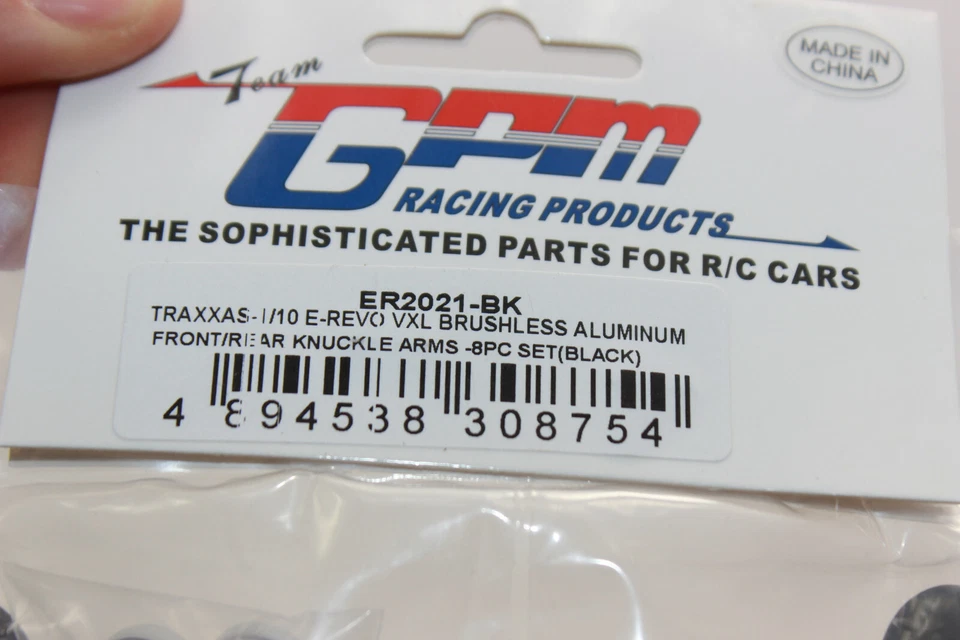 MADE IN
CHINA
Team
GPM
RACING PRODUCTS
THE SOPHISTICATED PARTS FOR R/C CARS
ER2021-BK
TRAXXAS-1/10 E-REVO VXL BRUSHLESS ALUMINUM
FRONT/REAR KNUCKLE ARMS -8PC SET(BLACK)
4 894538 308754